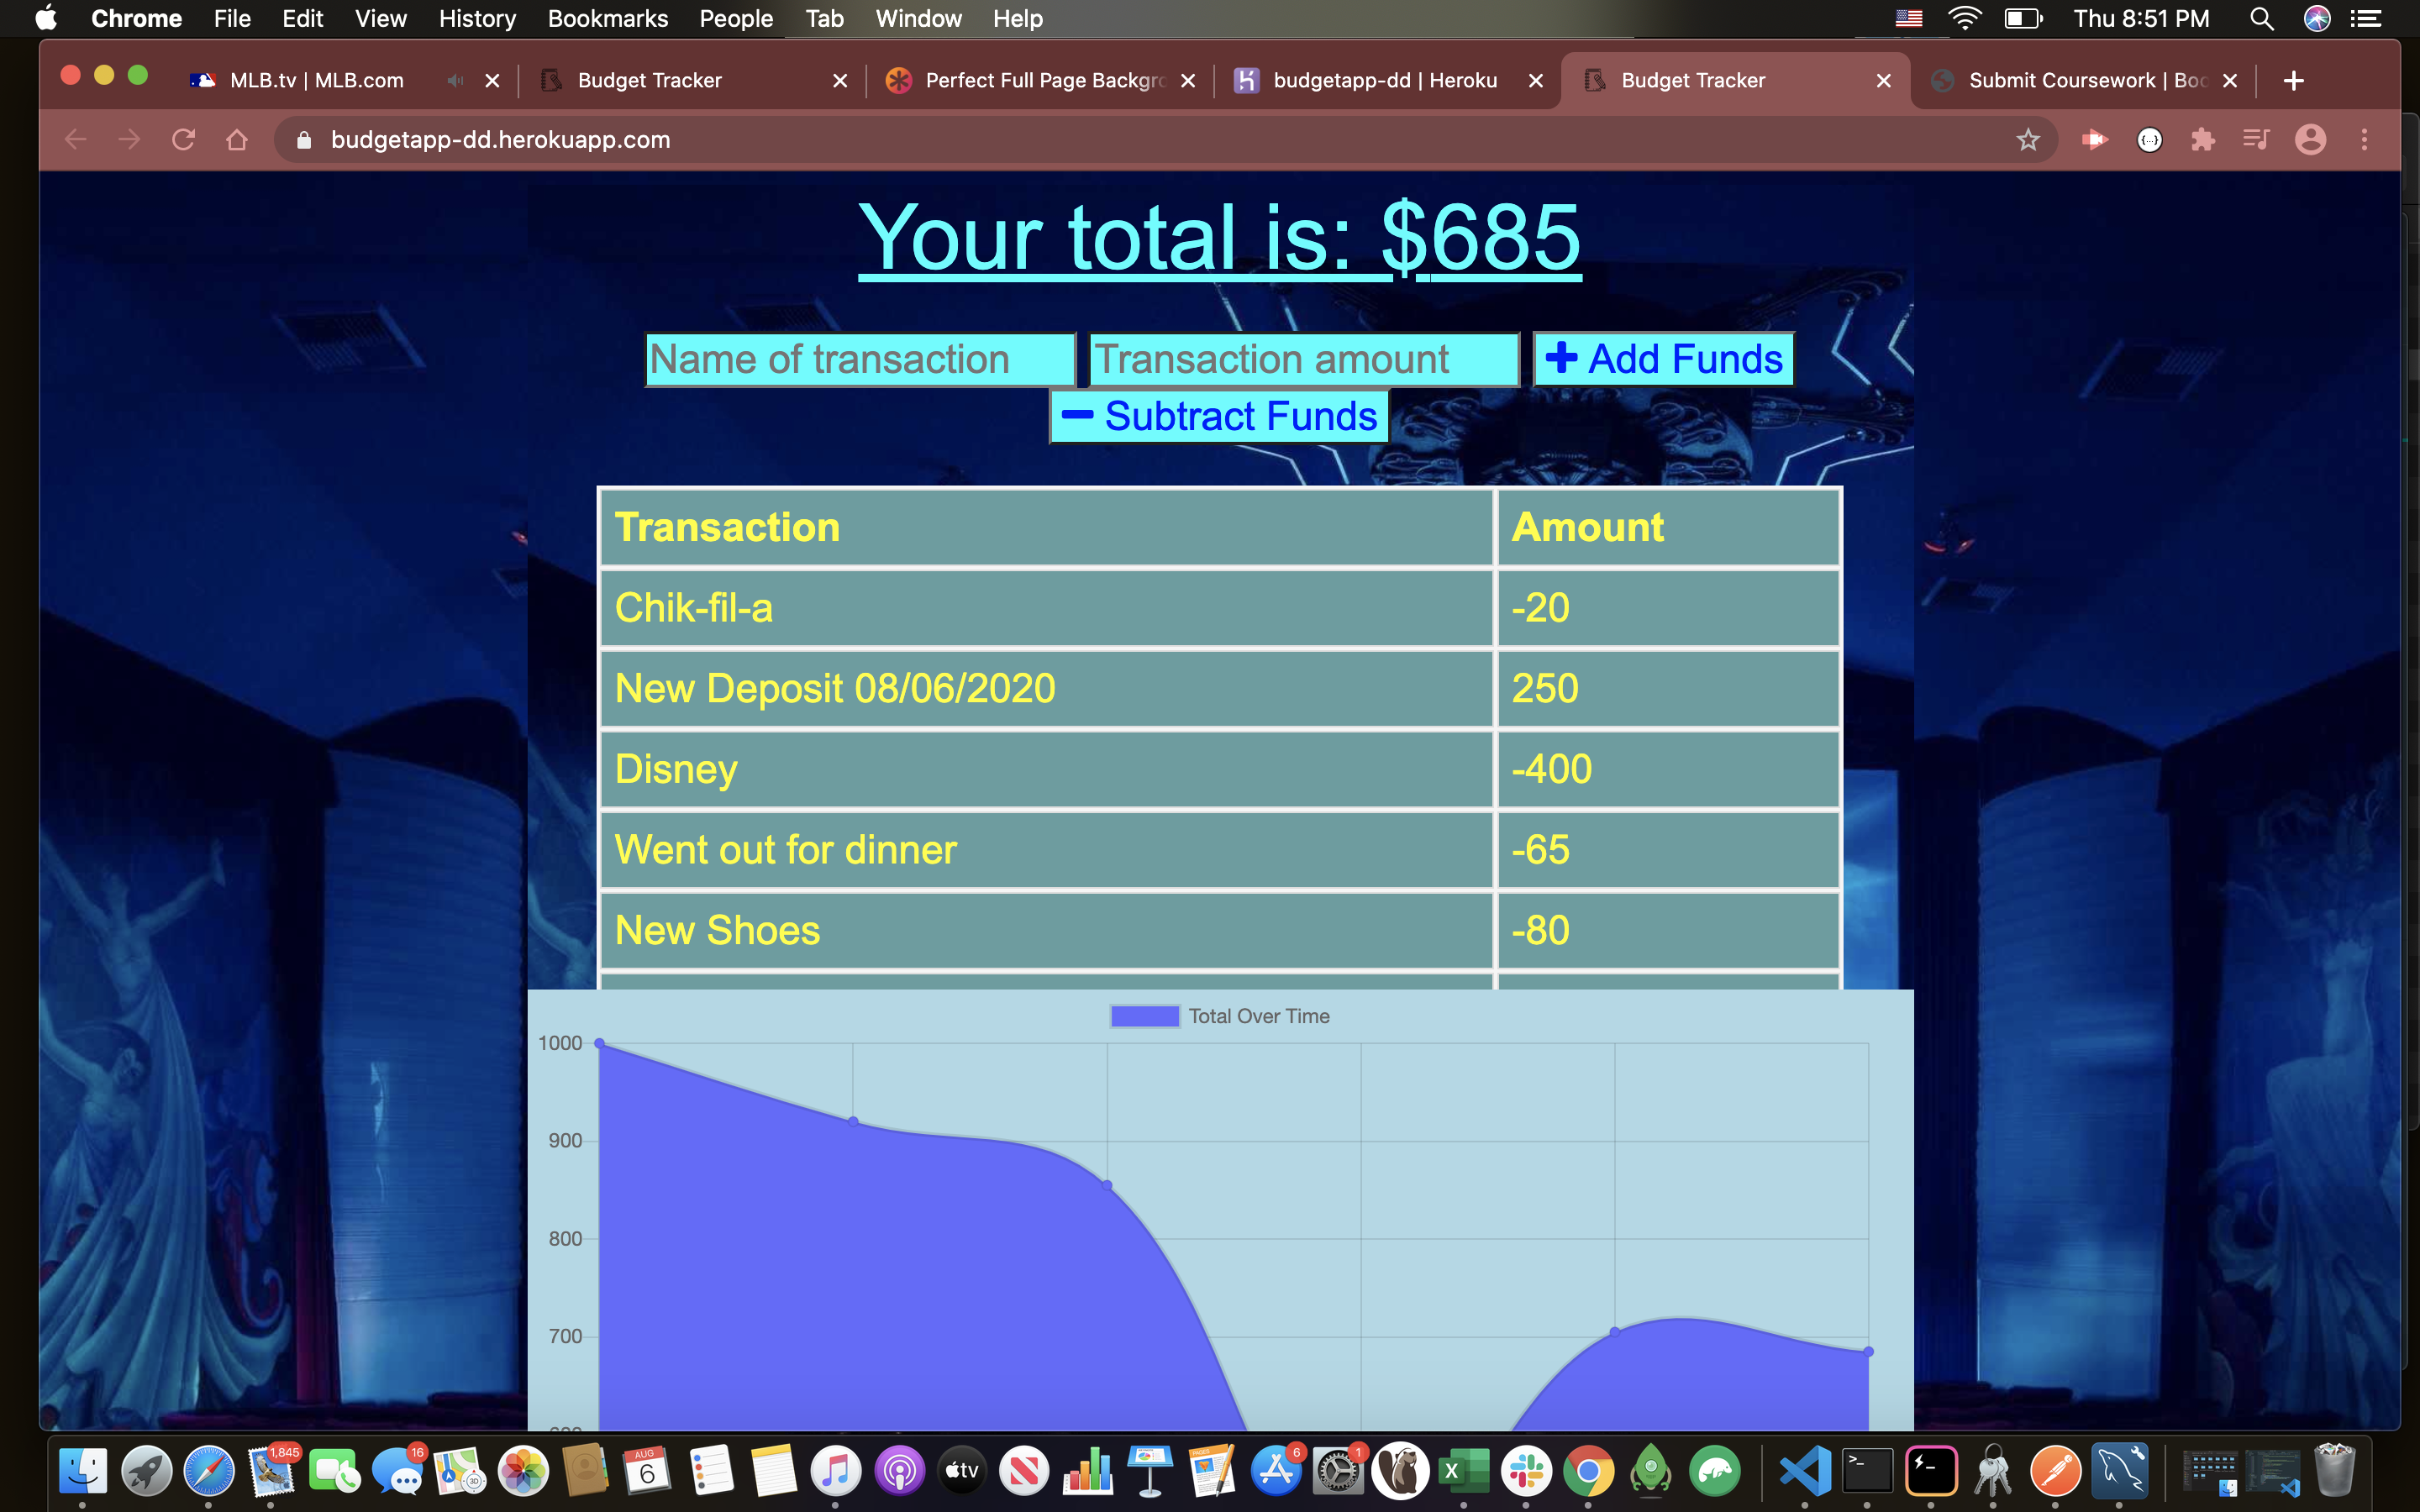 Chrome File Edit View History Bookmarks People Tab Window Help Thu 8:51 PM
MLB.tv | MLB.com Budget Tracker Perfect Full Page Backgro budgetapp-dd | Heroku Budget Tracker Submit Coursework | Boo
budgetapp-dd.herokuapp.com
Your total is: $685
Name of transaction Transaction amount + Add Funds
− Subtract Funds
Transaction Amount
Chik-fil-a -20
New Deposit 08/06/2020 250
Disney -400
Went out for dinner -65
New Shoes -80
Total Over Time
1000
900
800
700
1,845 16 AUG 6 tv 6 1